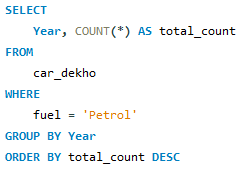 SELECT
Year, COUNT(*) AS total_count
FROM
car_dekho
WHERE
fuel = 'Petrol'
GROUP BY Year
ORDER BY total_count DESC